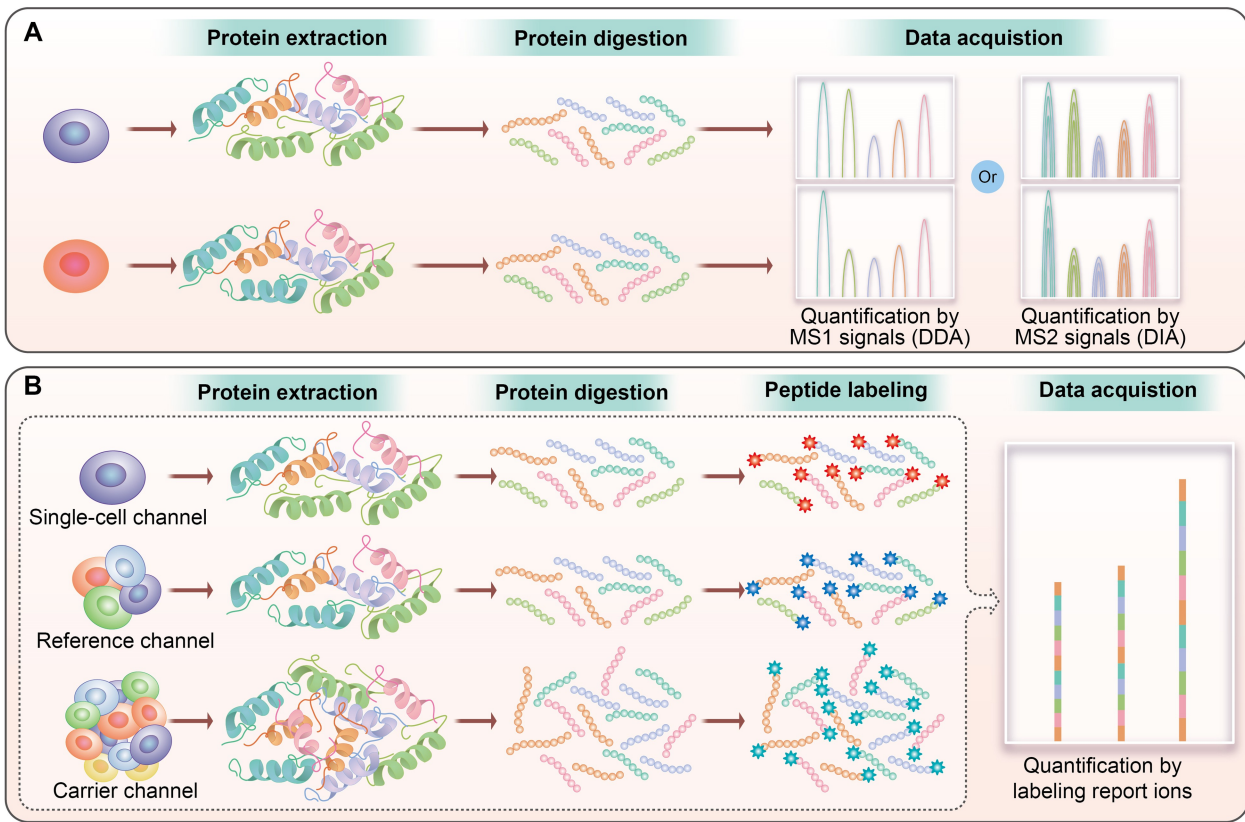 A
Protein extraction
Protein digestion
Data acquistion
Or
Quantification by
MS1 signals (DDA)
Quantification by
MS2 signals (DIA)
B
Protein extraction
Protein digestion
Peptide labeling
Data acquistion
Single-cell channel
Reference channel
Carrier channel
Quantification by
labeling report ions